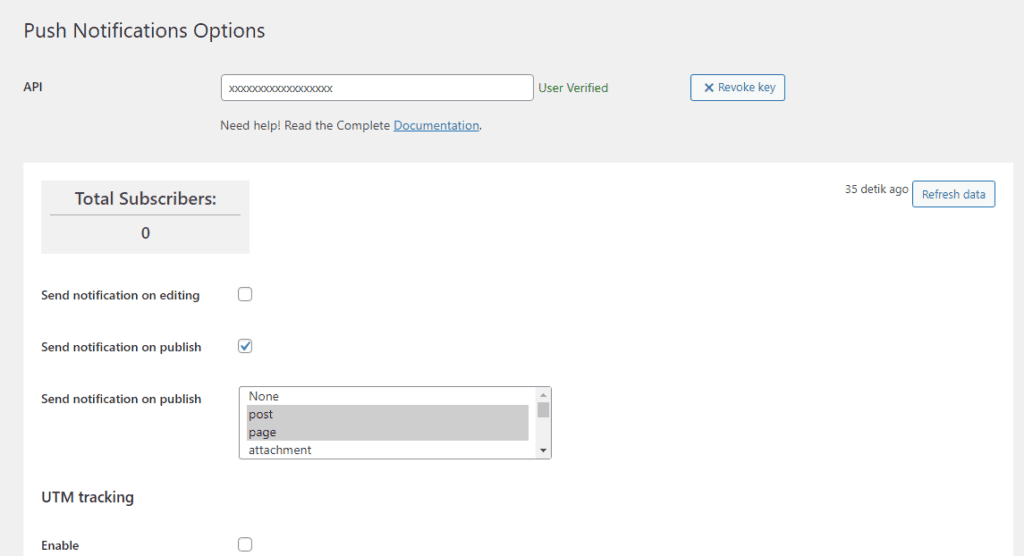 Push Notifications Options
API
xxxxxxxxxxxxxxxxxx
User Verified
✕ Revoke key
Need help! Read the Complete Documentation.
Total Subscribers:
0
35 detik ago
Refresh data
Send notification on editing
Send notification on publish
Send notification on publish
None
post
page
attachment
UTM tracking
Enable